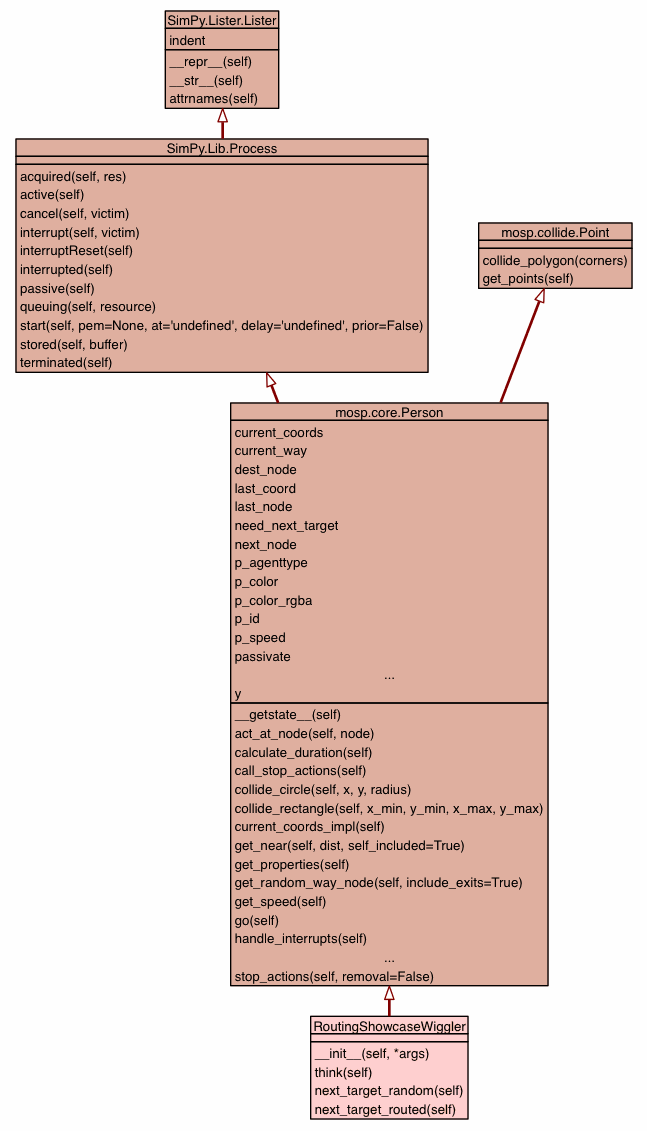 SimPy.Lister.Lister
indent
__repr__(self)
__str__(self)
attrnames(self)
SimPy.Lib.Process
acquired(self, res)
active(self)
cancel(self, victim)
interrupt(self, victim)
interruptReset(self)
interrupted(self)
passive(self)
queuing(self, resource)
start(self, pem=None, at='undefined', delay='undefined', prior=False)
stored(self, buffer)
terminated(self)
mosp.collide.Point
collide_polygon(corners)
get_points(self)
mosp.core.Person
current_coords
current_way
dest_node
last_coord
last_node
need_next_target
next_node
p_agenttype
p_color
p_color_rgba
p_id
p_speed
passivate
...
y
__getstate__(self)
act_at_node(self, node)
calculate_duration(self)
call_stop_actions(self)
collide_circle(self, x, y, radius)
collide_rectangle(self, x_min, y_min, x_max, y_max)
current_coords_impl(self)
get_near(self, dist, self_included=True)
get_properties(self)
get_random_way_node(self, include_exits=True)
get_speed(self)
go(self)
handle_interrupts(self)
...
stop_actions(self, removal=False)
RoutingShowcaseWiggler
__init__(self, *args)
think(self)
next_target_random(self)
next_target_routed(self)